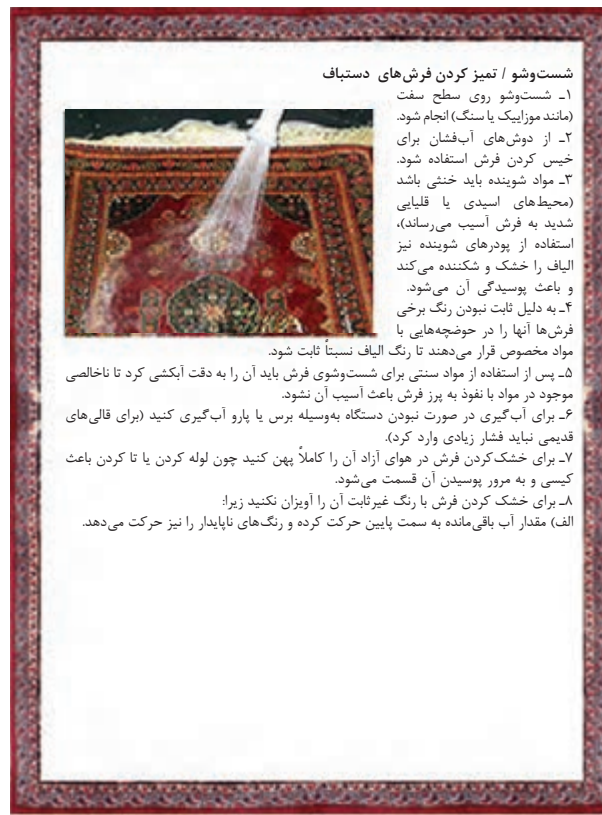 شست‌وشو / تمیز کردن فرش‌های دستباف
۱ـ شست‌وشو روی سطح سفت
(مانند موزاییک یا سنگ) انجام شود.
۲ـ از دوش‌های آب‌فشان برای
خیس کردن فرش استفاده شود.
۳ـ مواد شوینده باید خنثی باشد
(محیط‌های اسیدی یا قلیایی
شدید به فرش آسیب می‌رساند)،
استفاده از پودرهای شوینده نیز
الیاف را خشک و شکننده می‌کند
و باعث پوسیدگی آن می‌شود.
۴ـ به دلیل ثابت نبودن رنگ برخی
فرش‌ها آنها را در حوضچه‌هایی با
مواد مخصوص قرار می‌دهند تا رنگ الیاف نسبتاً ثابت شود.
۵ـ پس از استفاده از مواد سنتی برای شست‌وشوی فرش باید آن را به دقت آبکشی کرد تا ناخالصی
موجود در مواد با نفوذ به پرز فرش باعث آسیب آن نشود.
۶ـ برای آب‌گیری در صورت نبودن دستگاه به‌وسیله برس یا پارو آب‌گیری کنید (برای قالی‌های
قدیمی نباید فشار زیادی وارد کرد).
۷ـ برای خشک‌کردن فرش در هوای آزاد آن را کاملاً پهن کنید چون لوله کردن یا تا کردن باعث
کیسی و به مرور پوسیدن آن قسمت می‌شود.
۸ـ برای خشک کردن فرش با رنگ غیرثابت آن را آویزان نکنید زیرا:
الف) مقدار آب باقی‌مانده به سمت پایین حرکت کرده و رنگ‌های ناپایدار را نیز حرکت می‌دهد.